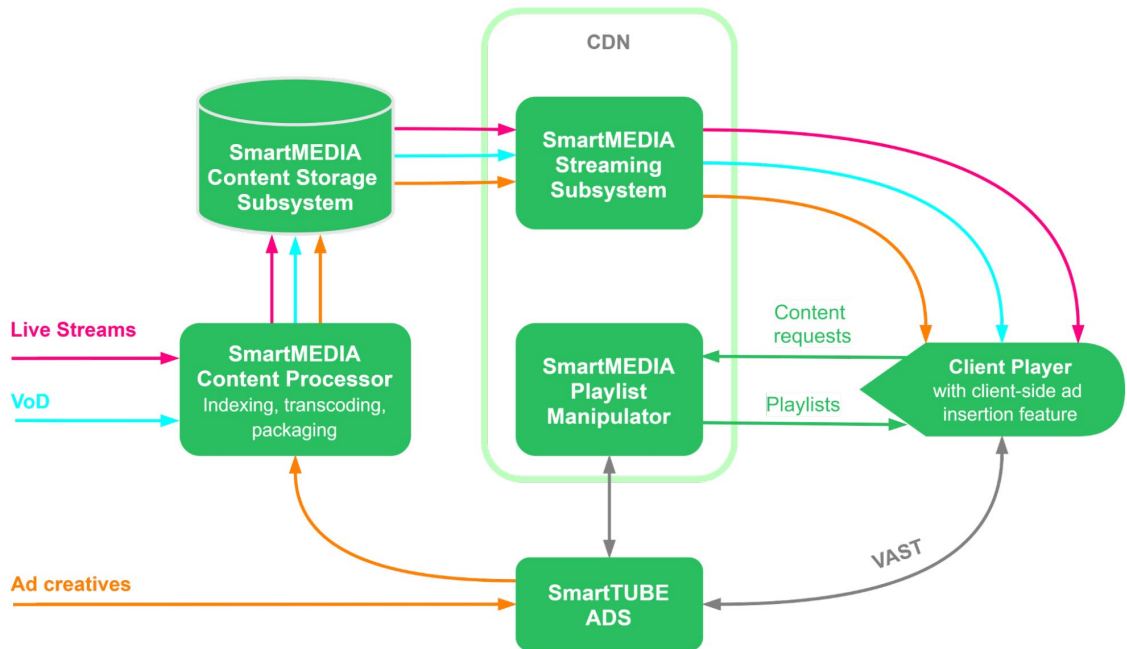 CDN
SmartMEDIA
Content Storage
Subsystem
SmartMEDIA
Streaming
Subsystem
Live Streams
VoD
SmartMEDIA
Content Processor
Indexing, transcoding,
packaging
SmartMEDIA
Playlist
Manipulator
Content
requests
Playlists
Client Player
with client-side ad
insertion feature
Ad creatives
SmartTUBE
ADS
VAST